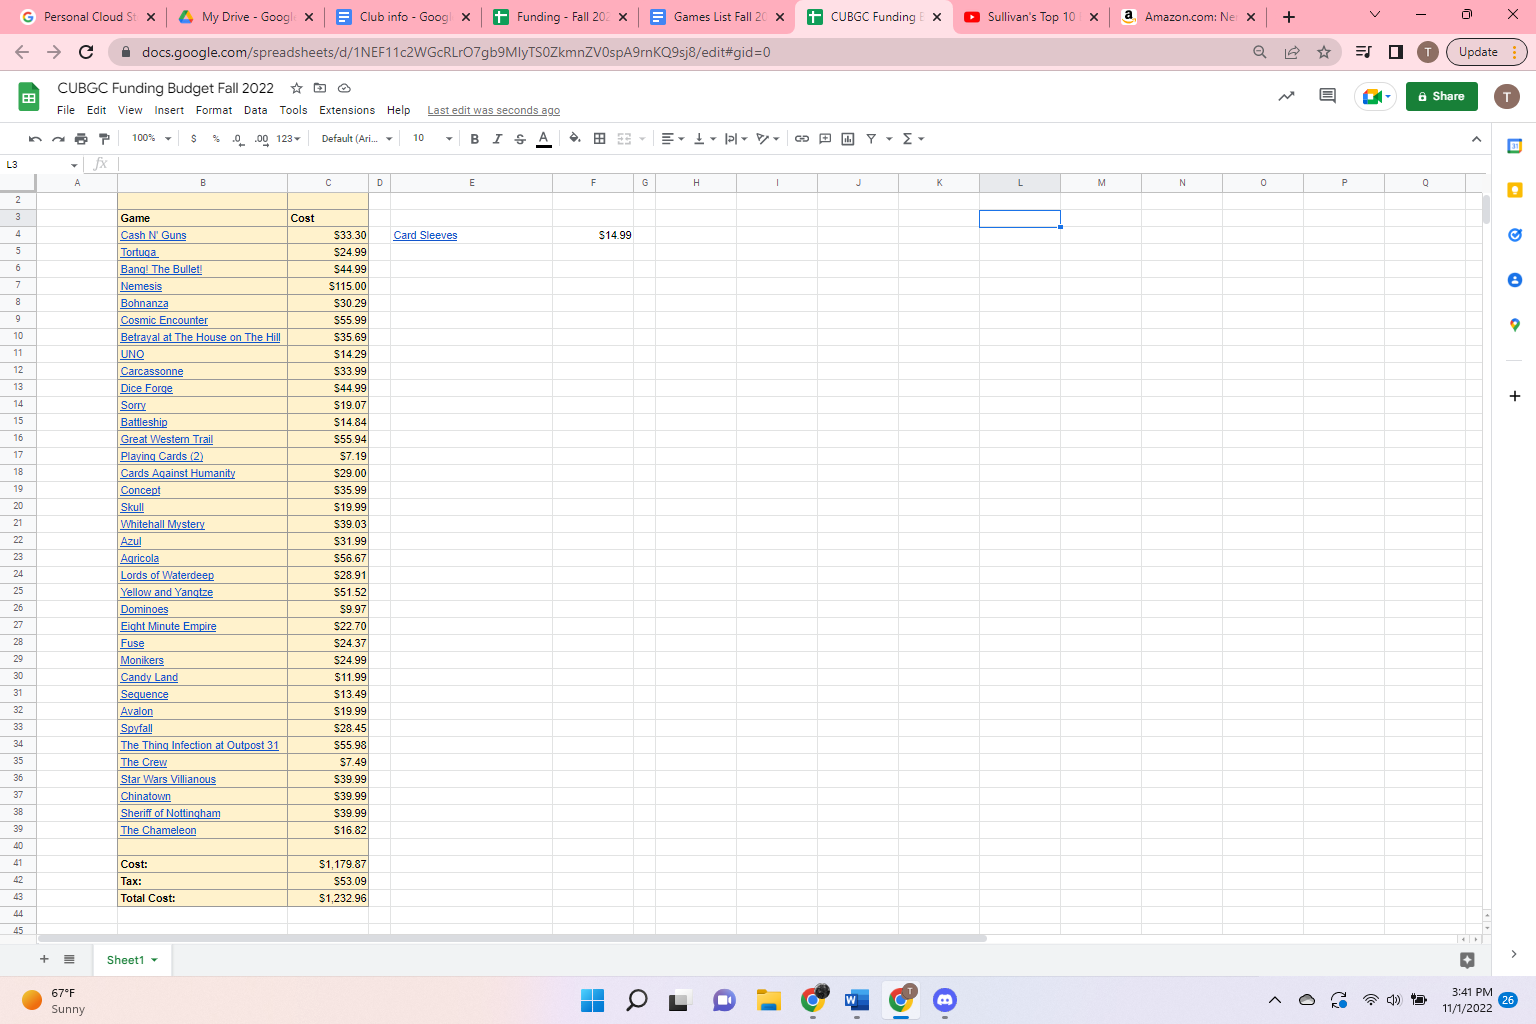 Personal Cloud St
My Drive - Googl
Club info - Googl
Funding - Fall 202
Games List Fall 20
CUBGC Funding B
Sullivan's Top 10
Amazon.com: Ne
docs.google.com/spreadsheets/d/1NEF11c2WGcRLrO7gb9MIyTS0ZkmnZV0spA9rnKQ9sj8/edit#gid=0
T
Update
CUBGC Funding Budget Fall 2022
File Edit View Insert Format Data Tools Extensions Help Last edit was seconds ago
Share
T
100% $ % .0 .00 123 Default (Ari... 10 B I S A
L3 fx
A B C D E F G H I J K L M N O P Q
2
3 Game Cost
4 Cash N' Guns $33.30 Card Sleeves $14.99
5 Tortuga $24.99
6 Bang! The Bullet! $44.99
7 Nemesis $115.00
8 Bohnanza $30.29
9 Cosmic Encounter $55.99
10 Betrayal at The House on The Hill $35.69
11 UNO $14.29
12 Carcassonne $33.99
13 Dice Forge $44.99
14 Sorry $19.07
15 Battleship $14.84
16 Great Western Trail $55.94
17 Playing Cards (2) $7.19
18 Cards Against Humanity $29.00
19 Concept $35.99
20 Skull $19.99
21 Whitehall Mystery $39.03
22 Azul $31.99
23 Agricola $56.67
24 Lords of Waterdeep $28.91
25 Yellow and Yangtze $51.52
26 Dominoes $9.97
27 Eight Minute Empire $22.70
28 Fuse $24.37
29 Monikers $24.99
30 Candy Land $11.99
31 Sequence $13.49
32 Avalon $19.99
33 Spyfall $28.45
34 The Thing Infection at Outpost 31 $55.98
35 The Crew $7.49
36 Star Wars Villianous $39.99
37 Chinatown $39.99
38 Sheriff of Nottingham $39.99
39 The Chameleon $16.82
40
41 Cost: $1,179.87
42 Tax: $53.09
43 Total Cost: $1,232.96
44
45
Sheet1
67°F
Sunny
3:41 PM
11/1/2022
26